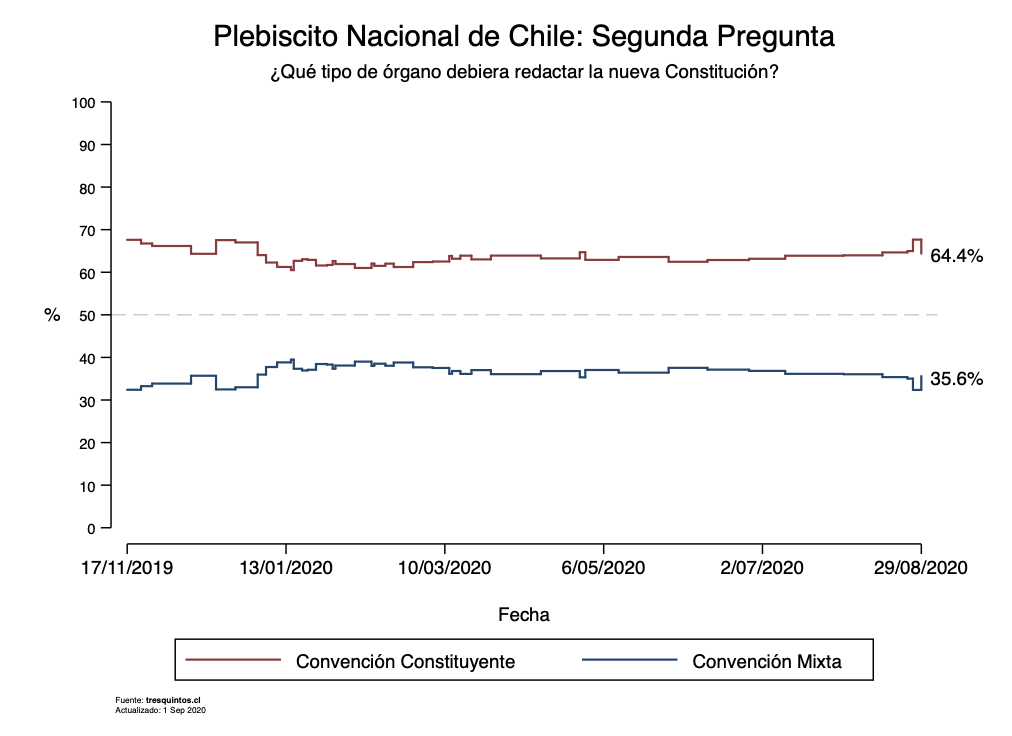 Plebiscito Nacional de Chile: Segunda Pregunta
¿Qué tipo de órgano debiera redactar la nueva Constitución?
100
90
80
70
64.4%
60
% 50
40
35.6%
30
20
10
0
17/11/2019 13/01/2020 10/03/2020 6/05/2020 2/07/2020 29/08/2020
Fecha
Convención Constituyente Convención Mixta
Fuente: tresquintos.cl
Actualizado: 1 Sep 2020